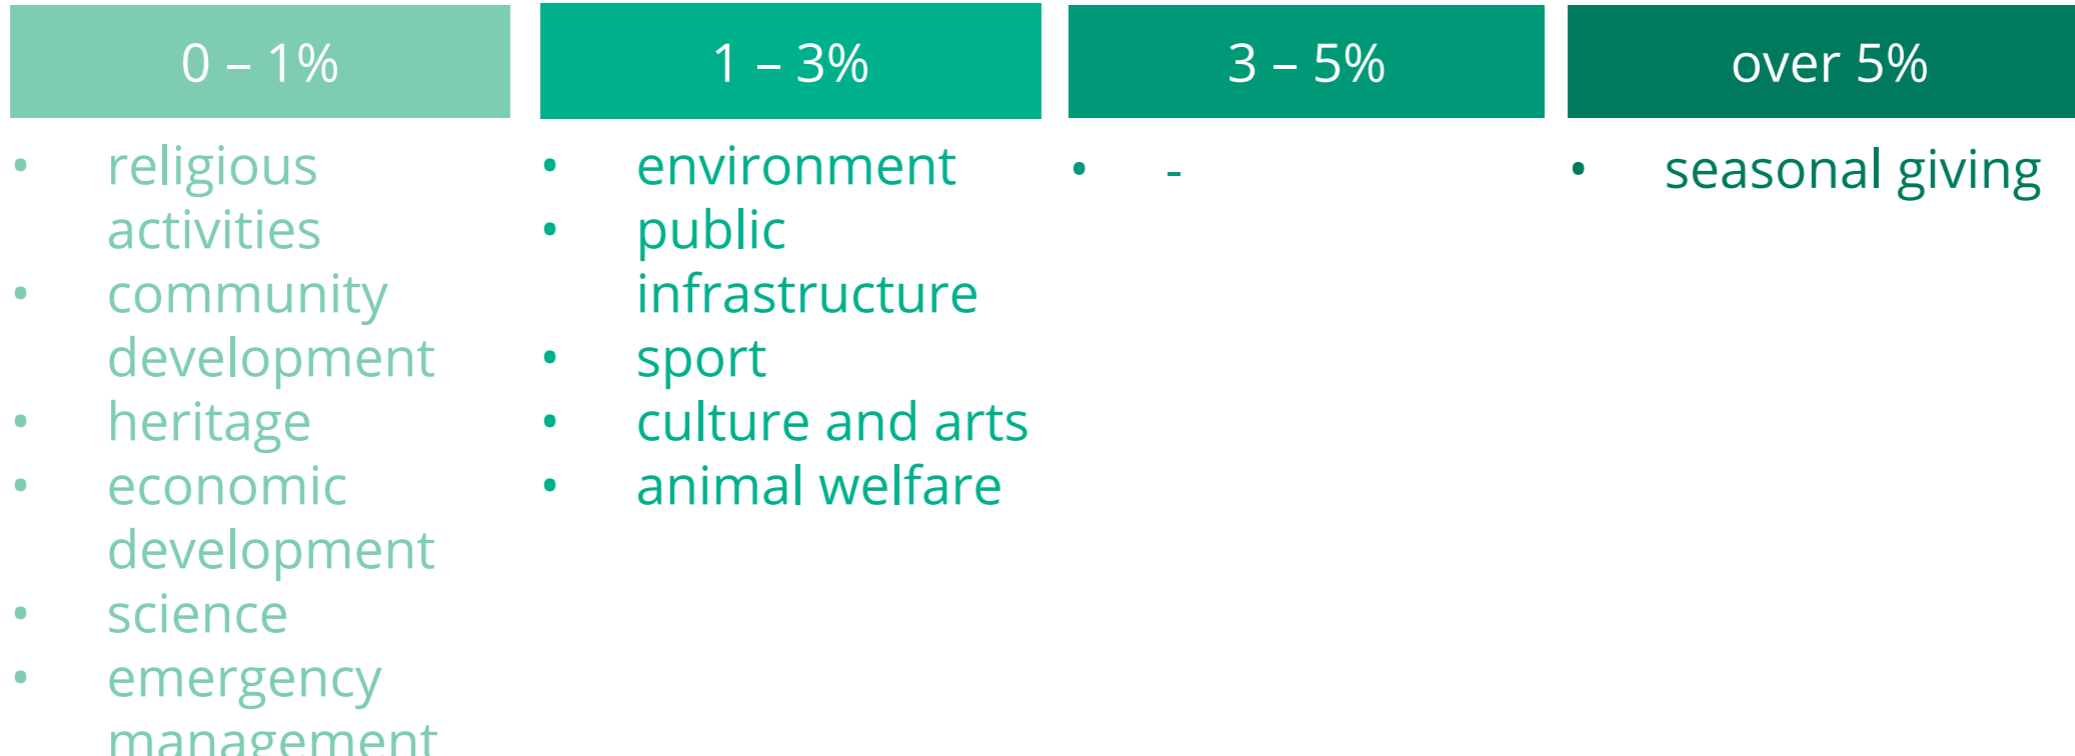 0 – 1%
• religious
activities
• community
development
• heritage
• economic
development
• science
• emergency
management
1 – 3%
• environment
• public
infrastructure
• sport
• culture and arts
• animal welfare
3 – 5%
• -
over 5%
• seasonal giving